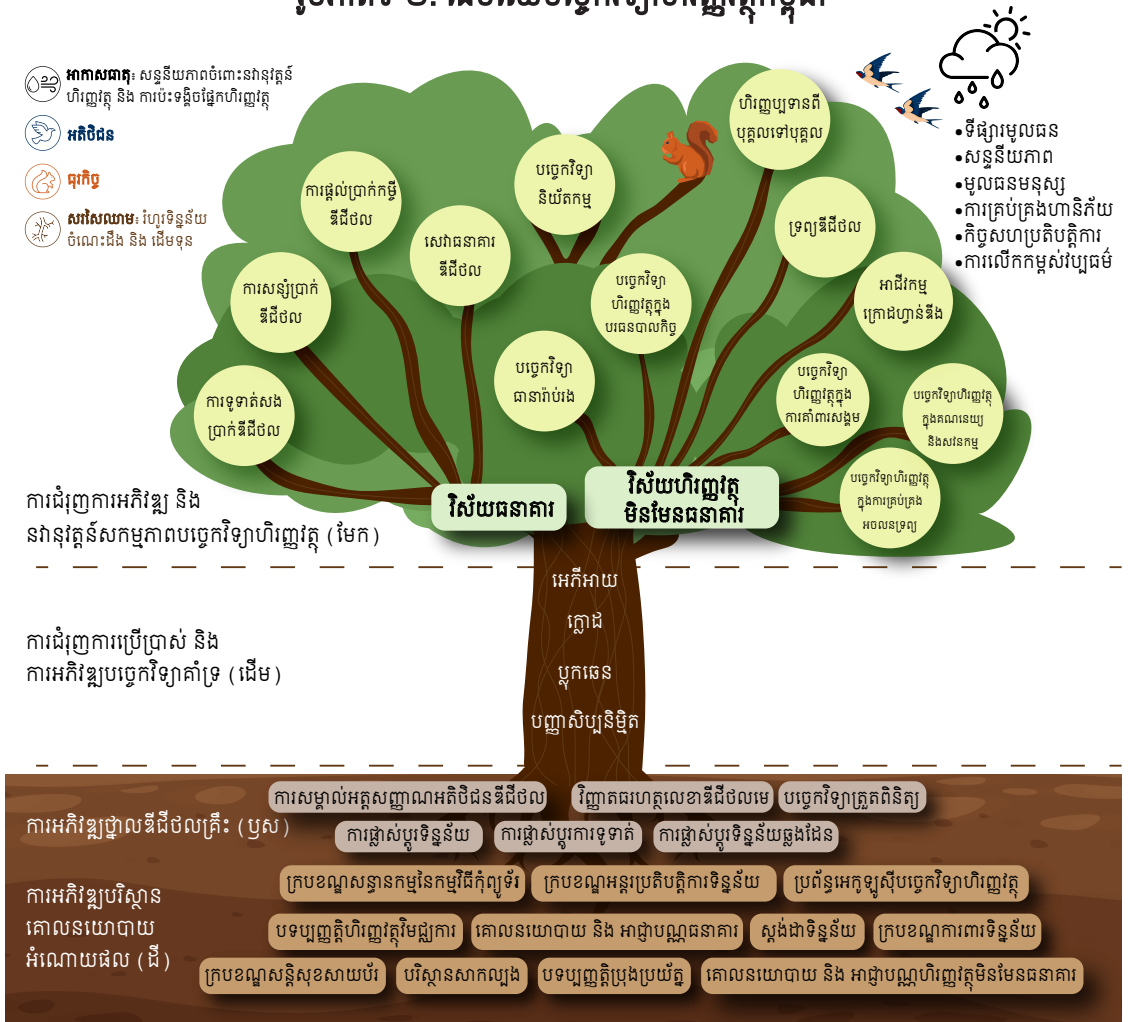 អាកាសធាតុ៖ សន្ទនីយភាពចំពោះនវានុវត្តន៍
ហិរញ្ញវត្ថុ និង ការប៉ះទង្គិចផ្នែកហិរញ្ញវត្ថុ
អតិថិជន
ធុរកិច្ច
សរសៃឈាម៖ រំហូរទិន្នន័យ
ចំណេះដឹង និង ដើមទុន
•ទីផ្សារមូលធន
•សន្ទនីយភាព
•មូលធនមនុស្ស
•ការគ្រប់គ្រងហានិភ័យ
•កិច្ចសហប្រតិបត្តិការ
•ការលើកកម្ពស់វប្បធម៌
ហិរញ្ញប្បទានពី
បុគ្គលទៅបុគ្គល
បច្ចេកវិទ្យា
និយ័តកម្ម
ការផ្តល់ប្រាក់កម្ចី
ឌីជីថល
ទ្រព្យឌីជីថល
សេវាធនាគារ
ឌីជីថល
ការសន្សំប្រាក់
ឌីជីថល
បច្ចេកវិទ្យា
ហិរញ្ញវត្ថុក្នុង
បរធនបាលកិច្ច
អាជីវកម្ម
ក្រោដហ្វាន់ឌីង
បច្ចេកវិទ្យា
ធានារ៉ាប់រង
បច្ចេកវិទ្យា
ហិរញ្ញវត្ថុក្នុង
ការគាំពារសង្គម
ការទូទាត់សង
ប្រាក់ឌីជីថល
បច្ចេកវិទ្យាហិរញ្ញវត្ថុ
ក្នុងគណនេយ្យ
និងសវនកម្ម
បច្ចេកវិទ្យាហិរញ្ញវត្ថុ
ក្នុងការគ្រប់គ្រង
អចលនទ្រព្យ
វិស័យធនាគារ
វិស័យហិរញ្ញវត្ថុ
មិនមែនធនាគារ
ការជំរុញការអភិវឌ្ឍ និង
នវានុវត្តន៍សកម្មភាពបច្ចេកវិទ្យាហិរញ្ញវត្ថុ (មែក)
អេភីអាយ
ក្លោដ
ប្លុកឆេន
បញ្ញាសិប្បនិម្មិត
ការជំរុញការប្រើប្រាស់ និង
ការអភិវឌ្ឍបច្ចេកវិទ្យាគាំទ្រ (ដើម)
ការអភិវឌ្ឍថ្នាលឌីជីថលគ្រឹះ (ឫស)
ការសម្គាល់អត្តសញ្ញាណអតិថិជនឌីជីថល
វិញ្ញាតធរហត្ថលេខាឌីជីថលមេ
បច្ចេកវិទ្យាត្រួតពិនិត្យ
ការផ្លាស់ប្តូរទិន្នន័យ
ការផ្លាស់ប្តូរការទូទាត់
ការផ្លាស់ប្តូរទិន្នន័យឆ្លងដែន
ការអភិវឌ្ឍបរិស្ថាន
គោលនយោបាយ
អំណោយផល (ដី)
ក្របខណ្ឌសន្ធានកម្មនៃកម្មវិធីកុំព្យូទ័រ
ក្របខណ្ឌអន្តរប្រតិបត្តិការទិន្នន័យ
ប្រព័ន្ធអេកូឡូស៊ីបច្ចេកវិទ្យាហិរញ្ញវត្ថុ
បទប្បញ្ញត្តិហិរញ្ញវត្ថុវិមជ្ឈការ
គោលនយោបាយ និង អាជ្ញាបណ្ណធនាគារ
ស្តង់ដាទិន្នន័យ
ក្របខណ្ឌការពារទិន្នន័យ
ក្របខណ្ឌសន្តិសុខសាយប័រ
បរិស្ថានសាកល្បង
បទប្បញ្ញត្តិប្រុងប្រយ័ត្ន
គោលនយោបាយ និង អាជ្ញាបណ្ណហិរញ្ញវត្ថុមិនមែនធនាគារ